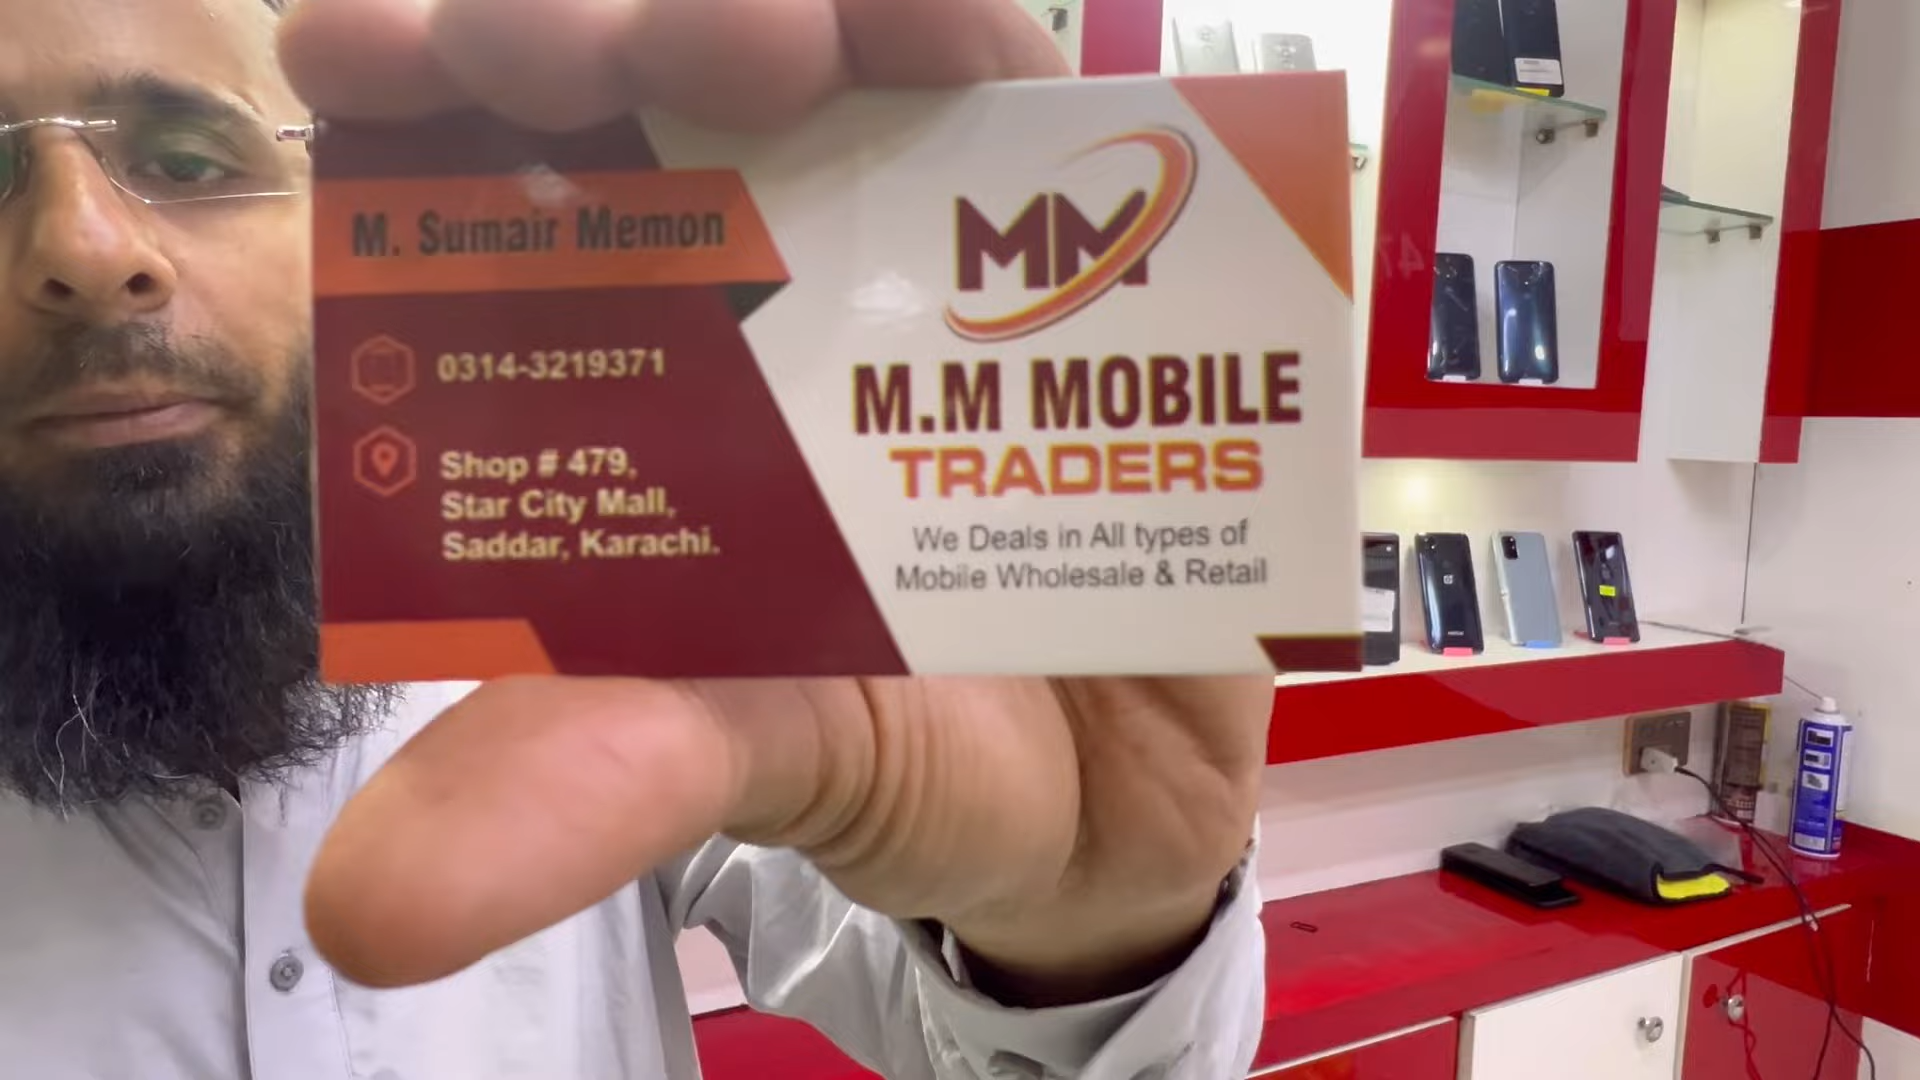 M. Sumair Memon
0314-3219371
Shop # 479,
Star City Mall,
Saddar, Karachi.
MM
M.M MOBILE
TRADERS
We Deals in All types of
Mobile Wholesale & Retail